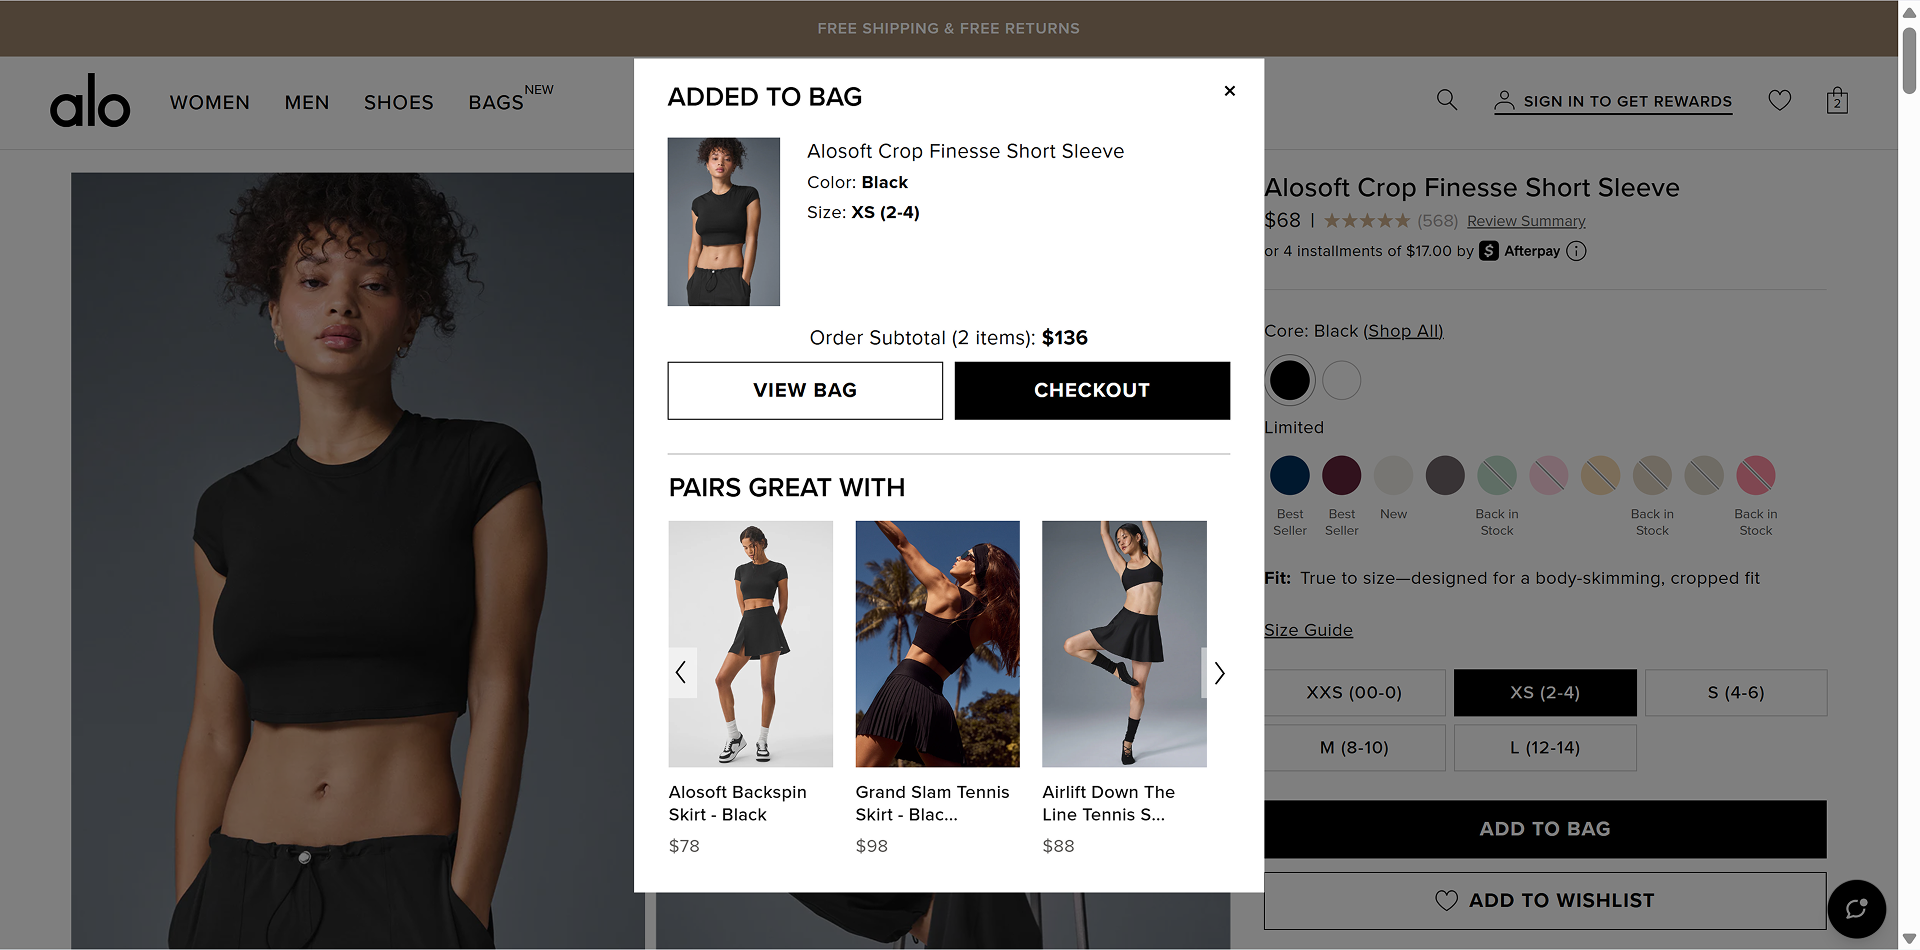 FREE SHIPPING & FREE RETURNS
alo
WOMEN
MEN
SHOES
BAGS
NEW
SIGN IN TO GET REWARDS
2
ADDED TO BAG
Alosoft Crop Finesse Short Sleeve
Color: Black
Size: XS (2-4)
Order Subtotal (2 items): $136
VIEW BAG
CHECKOUT
PAIRS GREAT WITH
Alosoft Backspin
Skirt - Black
$78
Grand Slam Tennis
Skirt - Blac...
$98
Airlift Down The
Line Tennis S...
$88
Alosoft Crop Finesse Short Sleeve
$68 | (568) Review Summary
or 4 installments of $17.00 by $ Afterpay i
Core: Black (Shop All)
Limited
Best
Seller
Best
Seller
New
Back in
Stock
Back in
Stock
Back in
Stock
Fit: True to size—designed for a body-skimming, cropped fit
Size Guide
XXS (00-0)
XS (2-4)
S (4-6)
M (8-10)
L (12-14)
ADD TO BAG
ADD TO WISHLIST